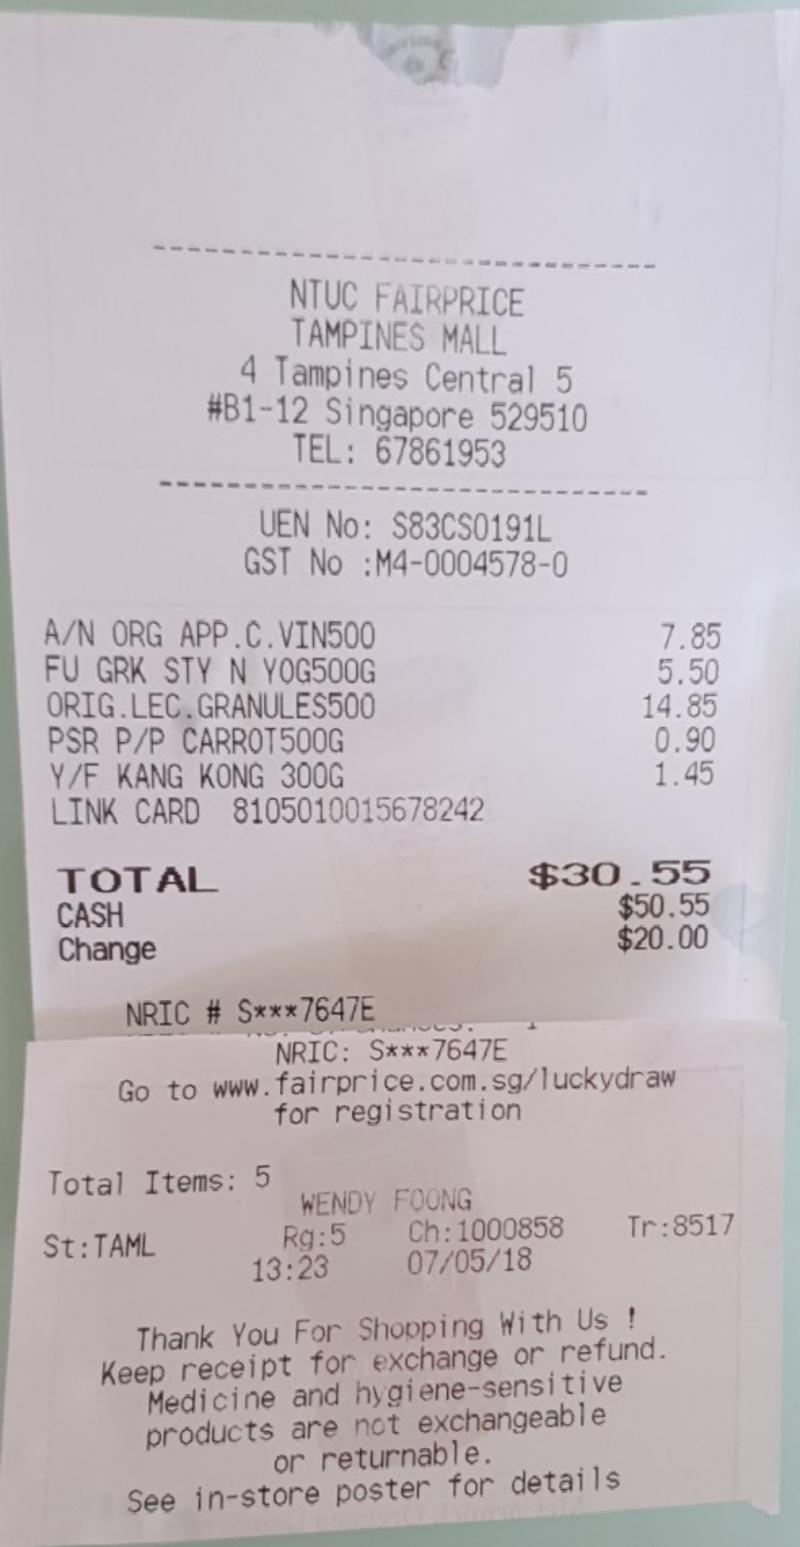 NTUC FAIRPRICE
TAMPINES MALL
4 Tampines Central 5
#B1-12 Singapore 529510
TEL: 67861953
UEN No: S83CS0191L
GST No :M4-0004578-0
A/N ORG APP.C.VIN500 7.85
FU GRK STY N YOG500G 5.50
ORIG.LEC.GRANULES500 14.85
PSR P/P CARROT500G 0.90
Y/F KANG KONG 300G 1.45
LINK CARD 8105010015678242
TOTAL $30.55
CASH $50.55
Change $20.00
NRIC # S***7647E
NRIC: S***7647E
Go to www.fairprice.com.sg/luckydraw
for registration
Total Items: 5
WENDY FOONG
St:TAML Rg:5 Ch:1000858 Tr:8517
13:23 07/05/18
Thank You For Shopping With Us !
Keep receipt for exchange or refund.
Medicine and hygiene-sensitive
products are not exchangeable
or returnable.
See in-store poster for details